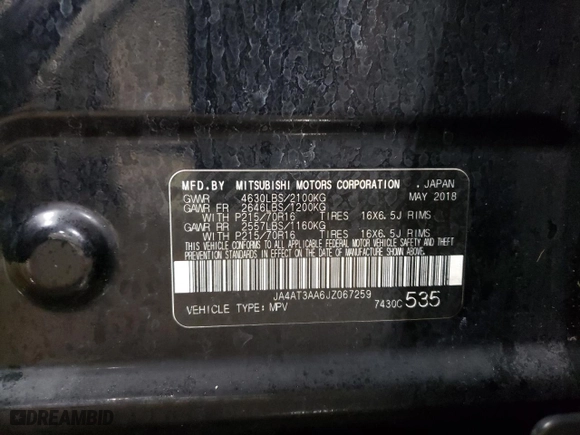 MFD.BY MITSUBISHI MOTORS CORPORATION .JAPAN
GVWR 4630LBS/2100KG MAY 2018
GAWR FR 2646LBS/1200KG
WITH P215/70R16 TIRES 16X6.5J RIMS
GAWR RR 2557LBS/1160KG
WITH P215/70R16 TIRES 16X6.5J RIMS
THIS VEHICLE CONFORMS TO ALL APPLICABLE FEDERAL MOTOR VEHICLE SAFETY AND THEFT
PREVENTION STANDARDS IN EFFECT ON THE DATE OF MANUFACTURE SHOWN ABOVE.
JA4AT3AA6JZ067259
VEHICLE TYPE:MPV 7430C 535
DREAMBID